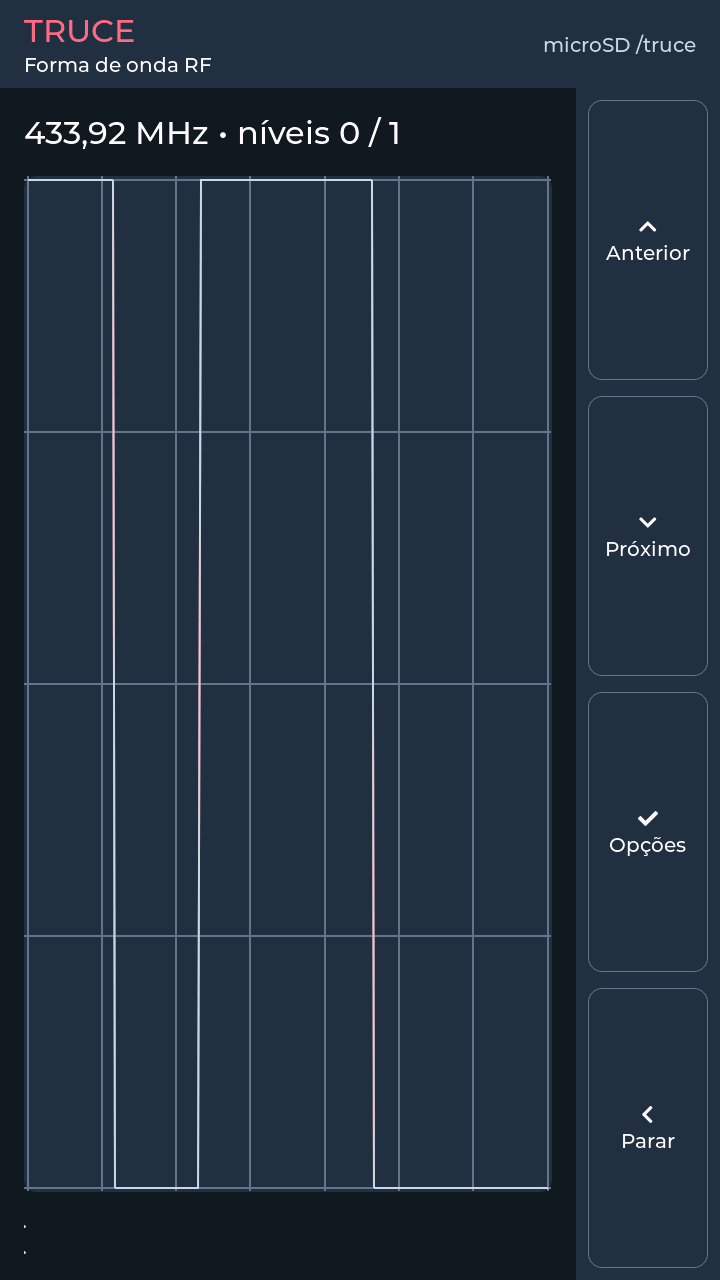 TRUCE
Forma de onda RF
microSD /truce
433,92 MHz • níveis 0 / 1
Anterior
Próximo
Opções
Parar
.
.